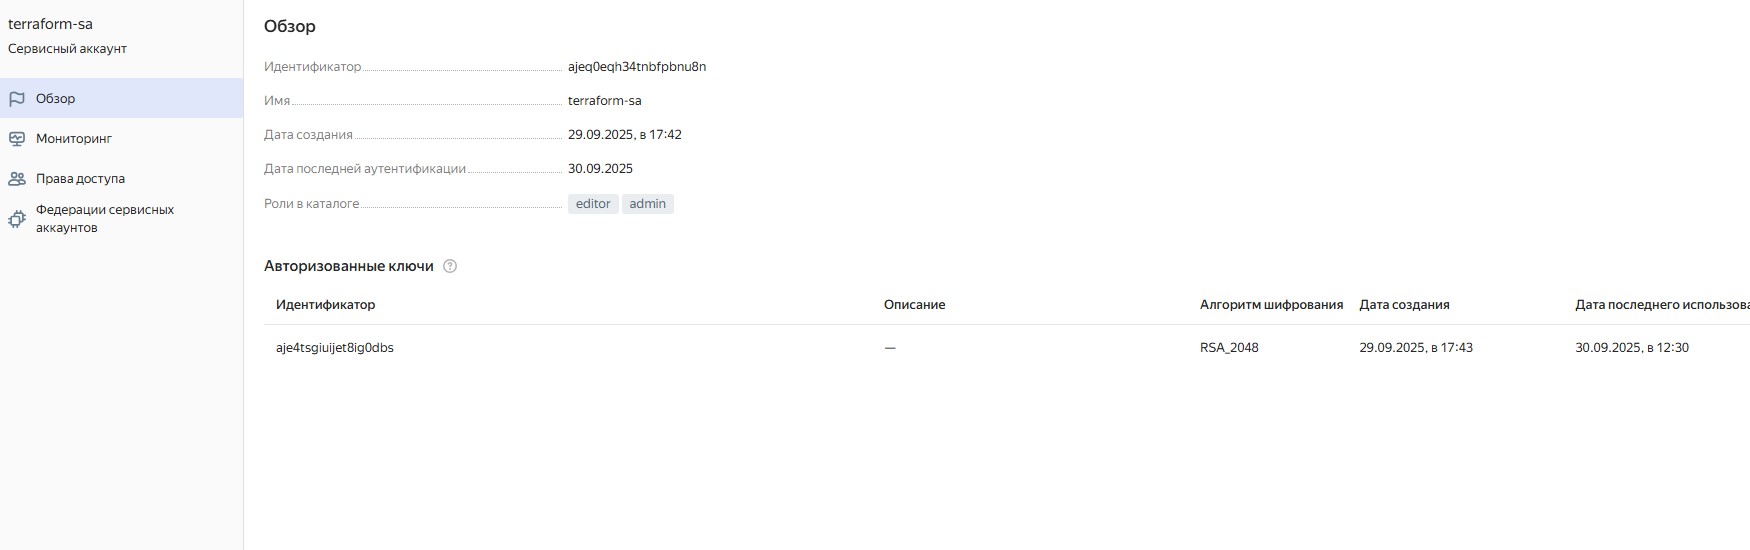 terraform-sa
Сервисный аккаунт
Обзор
Мониторинг
Права доступа
Федерации сервисных
аккаунтов
Обзор
Идентификатор ajeq0eqh34tnbfpbnu8n
Имя terraform-sa
Дата создания 29.09.2025, в 17:42
Дата последней аутентификации 30.09.2025
Роли в каталоге editor admin
Авторизованные ключи
Идентификатор Описание Алгоритм шифрования Дата создания Дата последнего использова
aje4tsgiuijet8ig0dbs — RSA_2048 29.09.2025, в 17:43 30.09.2025, в 12:30